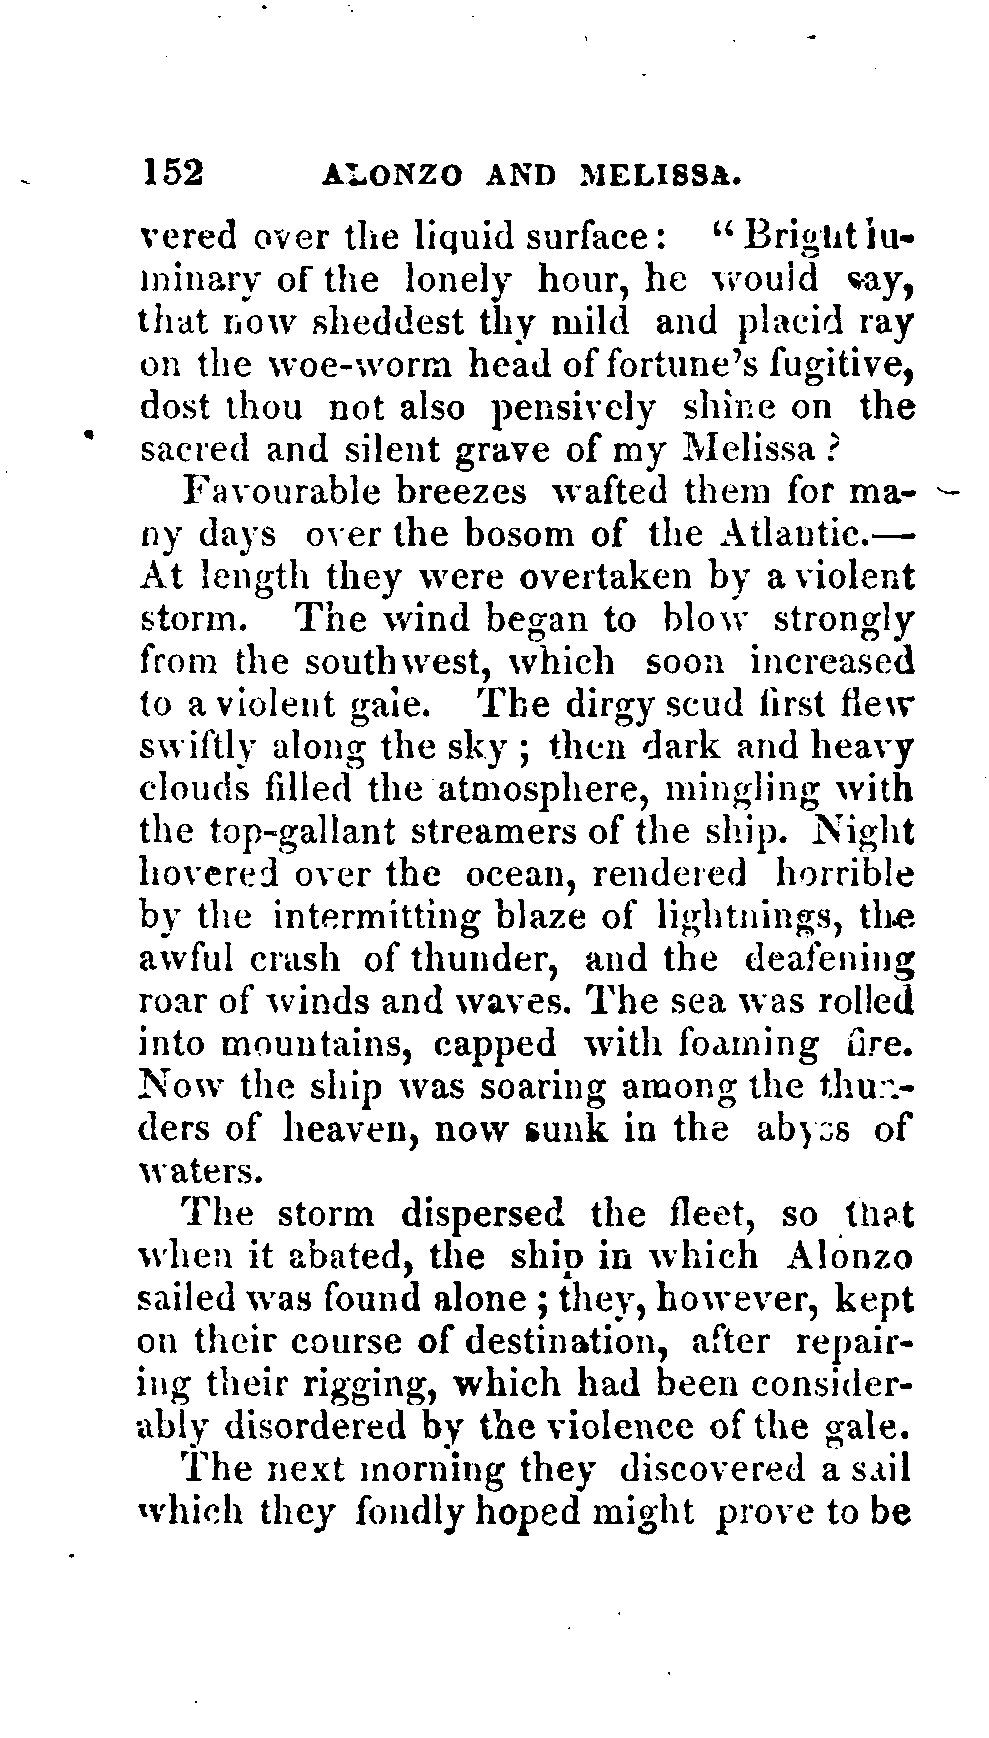 152 ALONZO AND MELISSA.
vered over the liquid surface: “Bright lu-
minary of the lonely hour, he would say,
that now sheddest thy mild and placid ray
on the woe-worm head of fortune’s fugitive,
dost thou not also pensively shine on the
sacred and silent grave of my Melissa?
Favourable breezes wafted them for ma-
ny days over the bosom of the Atlantic.—
At length they were overtaken by a violent
storm. The wind began to blow strongly
from the southwest, which soon increased
to a violent gale. The dirgy scud first flew
swiftly along the sky; then dark and heavy
clouds filled the atmosphere, mingling with
the top-gallant streamers of the ship. Night
hovered over the ocean, rendered horrible
by the intermitting blaze of lightnings, the
awful crash of thunder, and the deafening
roar of winds and waves. The sea was rolled
into mountains, capped with foaming fire.
Now the ship was soaring among the thun-
ders of heaven, now sunk in the abyss of
waters.
The storm dispersed the fleet, so that
when it abated, the ship in which Alonzo
sailed was found alone; they, however, kept
on their course of destination, after repair-
ing their rigging, which had been consider-
ably disordered by the violence of the gale.
The next morning they discovered a sail
which they fondly hoped might prove to be